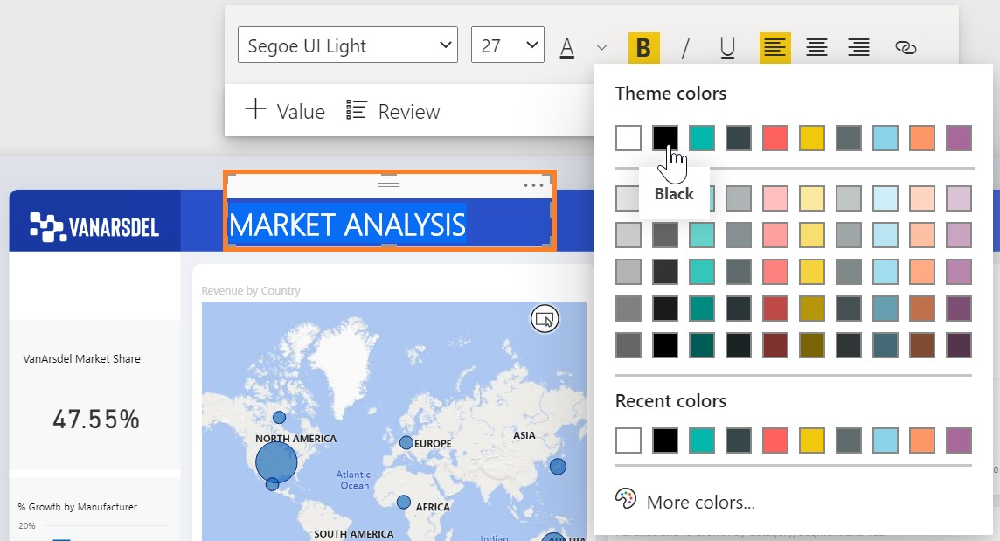 Segoe UI Light 27 A B / U
Theme colors
+ Value Review
Black
VANARSDEL
MARKET ANALYSIS
Revenue by Country
VanArsdel Market Share
47.55%
NORTH AMERICA
EUROPE
ASIA
Atlantic
Ocean
AFRICA
SOUTH AMERICA
Indian
AUSTRA
% Growth by Manufacturer
20%
Recent colors
More colors...